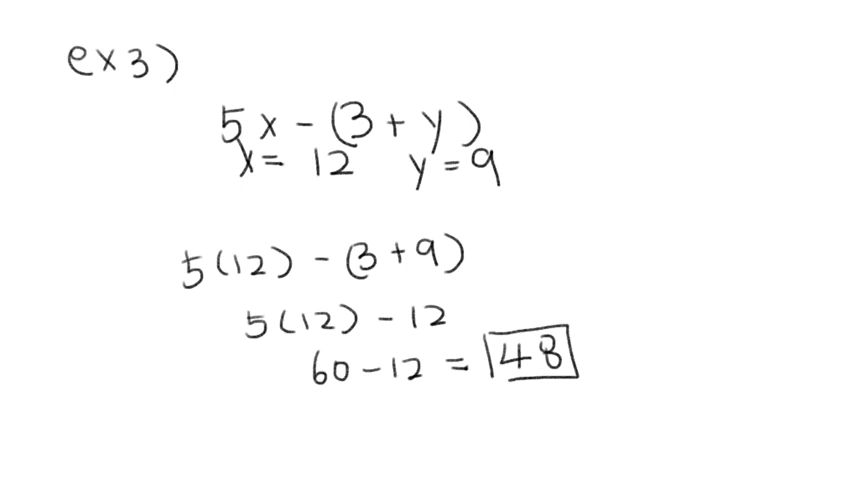 ex3)
5x - (3 + y)
x = 12 y = 9
5(12) - (3 + 9)
5(12) - 12
60 - 12 = 48